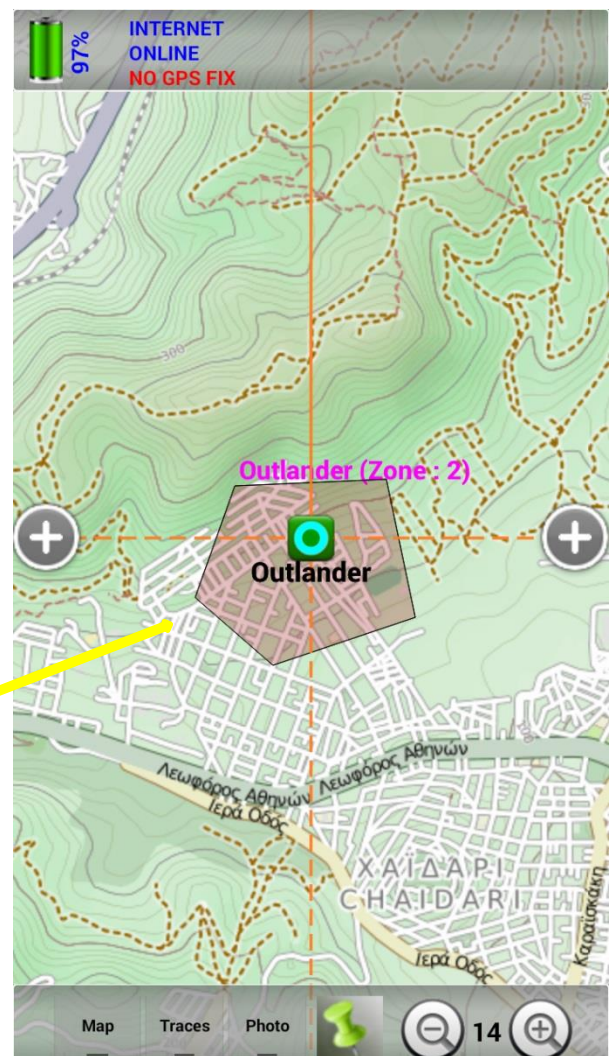 97%
INTERNET
ONLINE
NO GPS FIX
300
Outlander (Zone : 2)
Outlander
Λεωφόρος Αθηνών
Λεωφόρος Αθηνών
Ιερά Οδός
ΧΑΪΔΑΡΙ
CHAIDARI
Καραϊσκάκη
Ιερά Οδός
Map
Traces
Photo
14